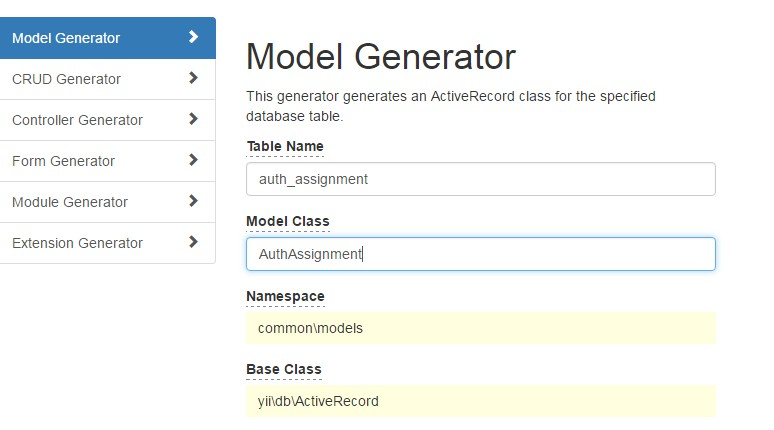 Model Generator
CRUD Generator
Controller Generator
Form Generator
Module Generator
Extension Generator
Model Generator
This generator generates an ActiveRecord class for the specified
database table.
Table Name
auth_assignment
Model Class
AuthAssignment
Namespace
common\models
Base Class
yii\db\ActiveRecord